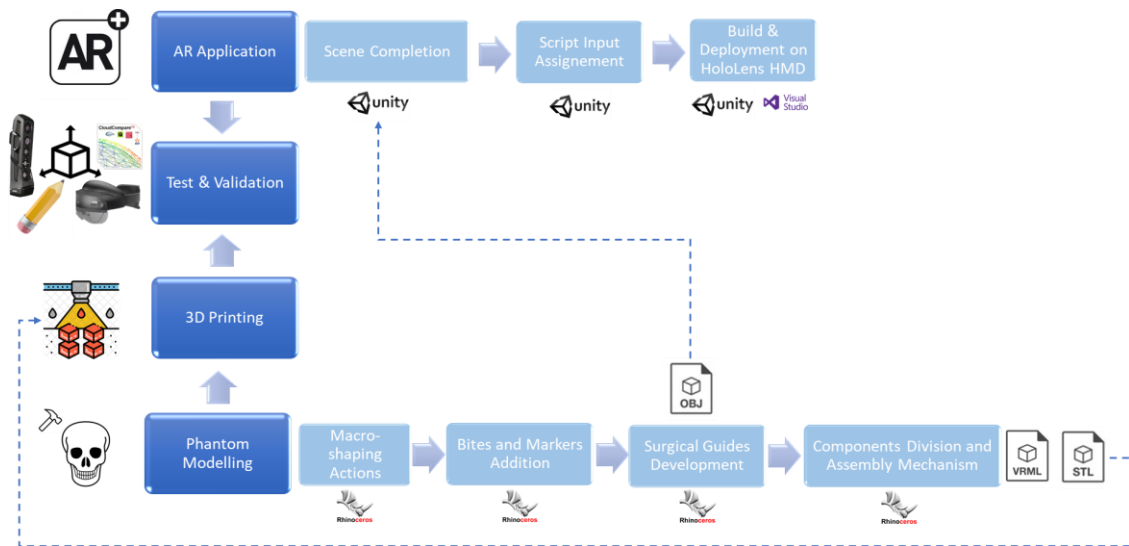 AR
AR Application
Scene Completion
Script Input
Assignement
Build &
Deployment on
HoloLens HMD
unity
unity
unity
Visual
Studio
CloudCompare
Test & Validation
3D Printing
OBJ
Phantom
Modelling
Macro-
shaping
Actions
Bites and Markers
Addition
Surgical Guides
Development
Components Division and
Assembly Mechanism
VRML
STL
Rhinoceros
Rhinoceros
Rhinoceros
Rhinoceros